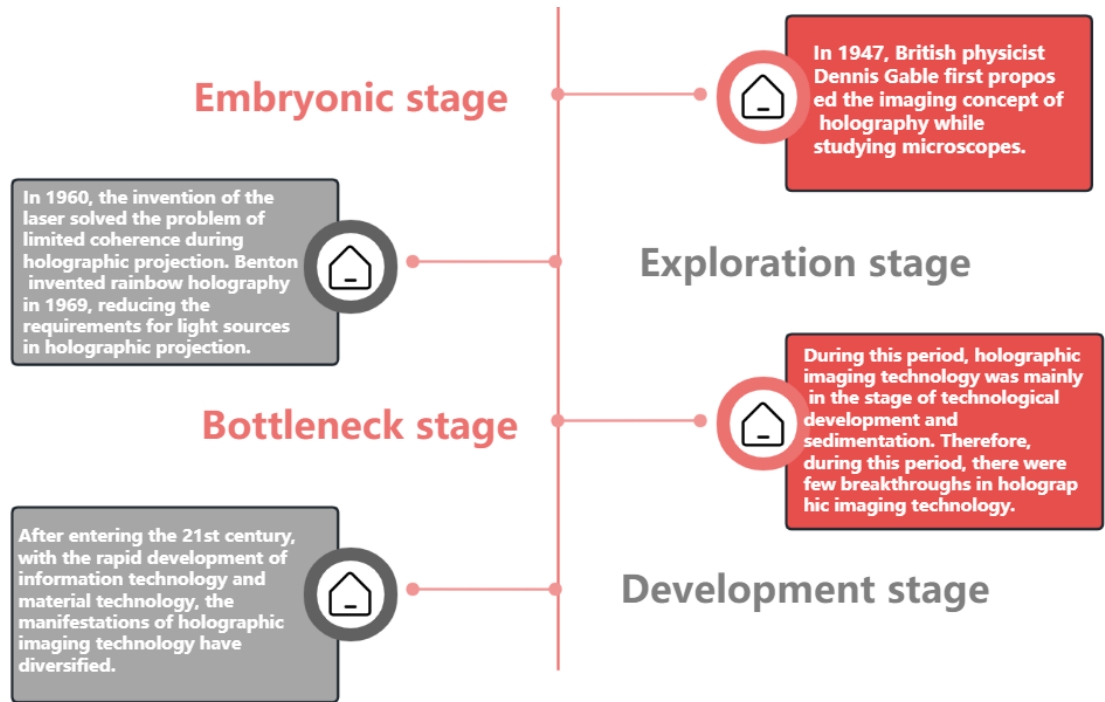 Embryonic stage
In 1947, British physicist
Dennis Gable first propos
ed the imaging concept of
holography while
studying microscopes.
In 1960, the invention of the
laser solved the problem of
limited coherence during
holographic projection. Benton
invented rainbow holography
in 1969, reducing the
requirements for light sources
in holographic projection.
Exploration stage
Bottleneck stage
During this period, holographic
imaging technology was mainly
in the stage of technological
development and
sedimentation. Therefore,
during this period, there were
few breakthroughs in holograp
hic imaging technology.
After entering the 21st century,
with the rapid development of
information technology and
material technology, the
manifestations of holographic
imaging technology have
diversified.
Development stage